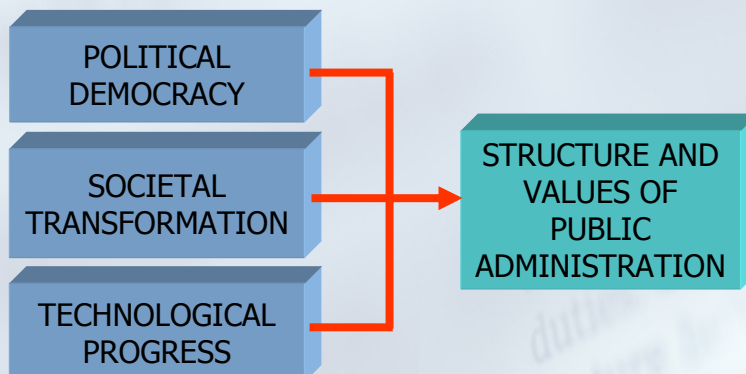 POLITICAL
DEMOCRACY
SOCIETAL
TRANSFORMATION
TECHNOLOGICAL
PROGRESS
STRUCTURE AND
VALUES OF
PUBLIC
ADMINISTRATION